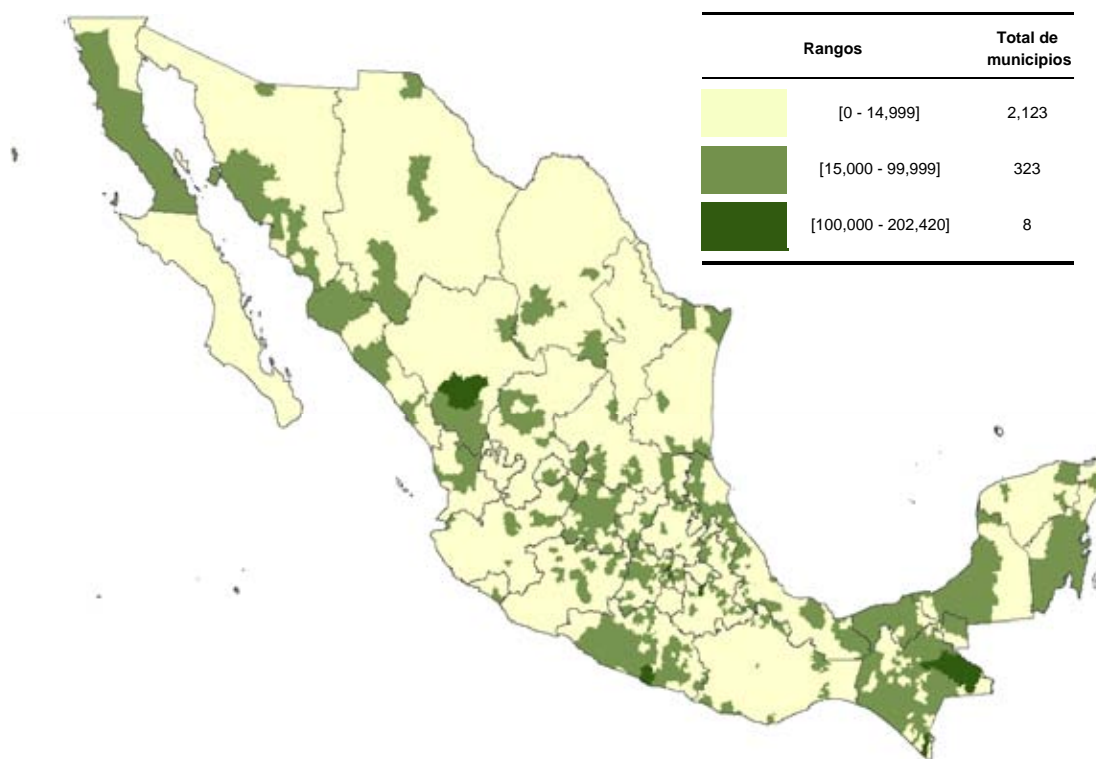 Rangos
Total de
municipios
[0 - 14,999] 2,123
[15,000 - 99,999] 323
[100,000 - 202,420] 8